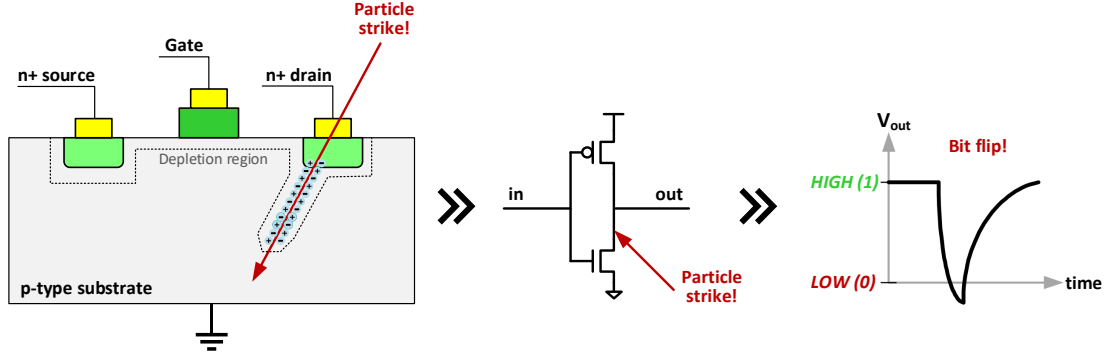 Particle
strike!
Gate
n+ source
n+ drain
Depletion region
p-type substrate
in
out
Particle
strike!
Vout
Bit flip!
HIGH (1)
LOW (0)
time